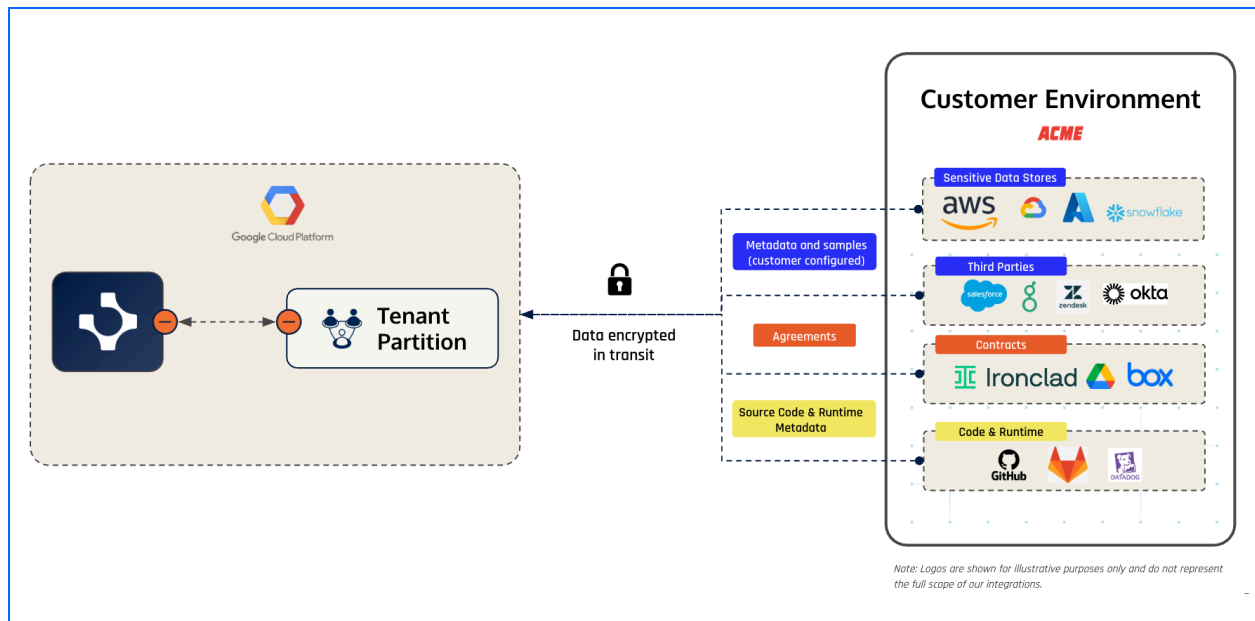 Customer Environment
ACME
Sensitive Data Stores
aws
snowflake
Google Cloud Platform
Metadata and samples
(customer configured)
Third Parties
salesforce
zendesk
okta
Tenant
Partition
Data encrypted
in transit
Agreements
Contracts
Ironclad
box
Source Code & Runtime
Metadata
Code & Runtime
GitHub
DATADOG
Note: Logos are shown for illustrative purposes only and do not represent
the full scope of our integrations.